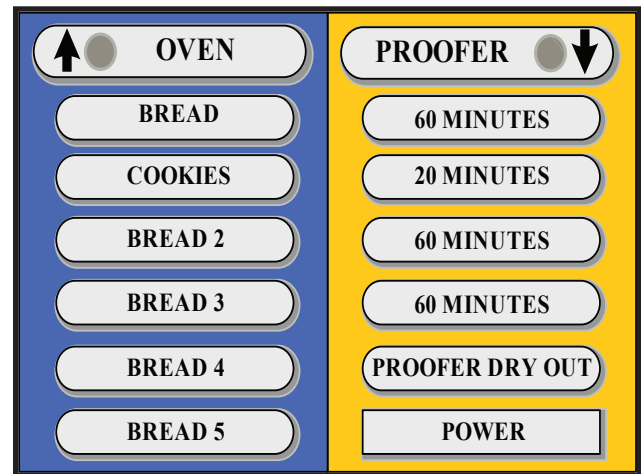 OVEN
BREAD
COOKIES
BREAD 2
BREAD 3
BREAD 4
BREAD 5
PROOFER
60 MINUTES
20 MINUTES
60 MINUTES
60 MINUTES
PROOFER DRY OUT
POWER